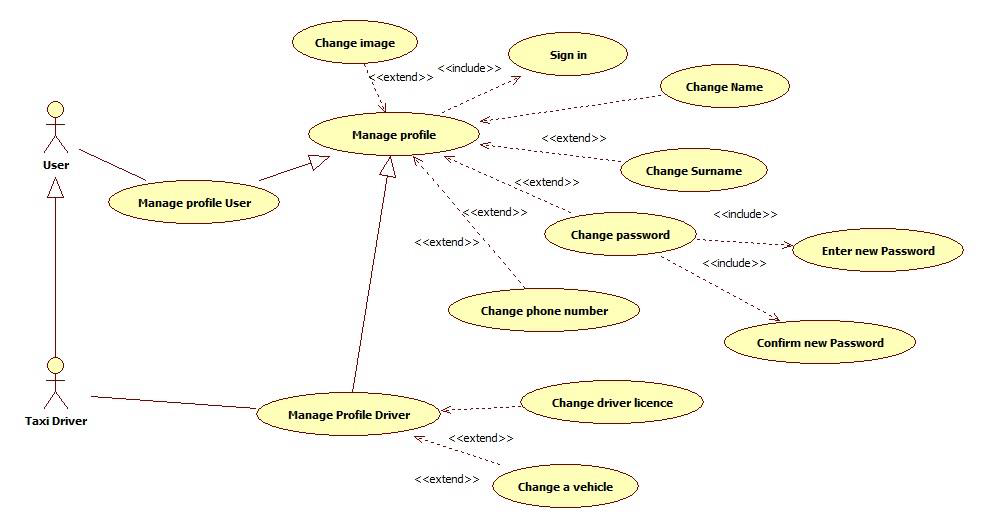 Change image
Sign in
<<include>>
<<extend>>
Change Name
Manage profile
<<extend>>
User
Change Surname
<<extend>>
Manage profile User
<<extend>>
<<include>>
Change password
<<extend>>
Enter new Password
<<include>>
Change phone number
Confirm new Password
Change driver licence
Manage Profile Driver
Taxi Driver
<<extend>>
<<extend>>
Change a vehicle